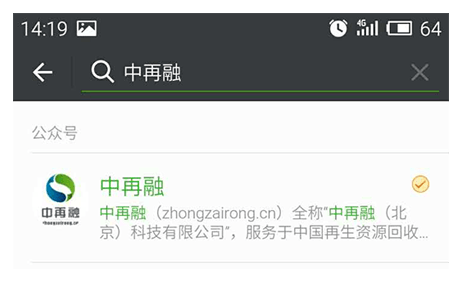 14:19 4G 64
中再融
公众号
中再融
中再融
zhongzairong.cn
中再融（zhongzairong.cn）全称“中再融（北
京）科技有限公司”，服务于中国再生资源回收...